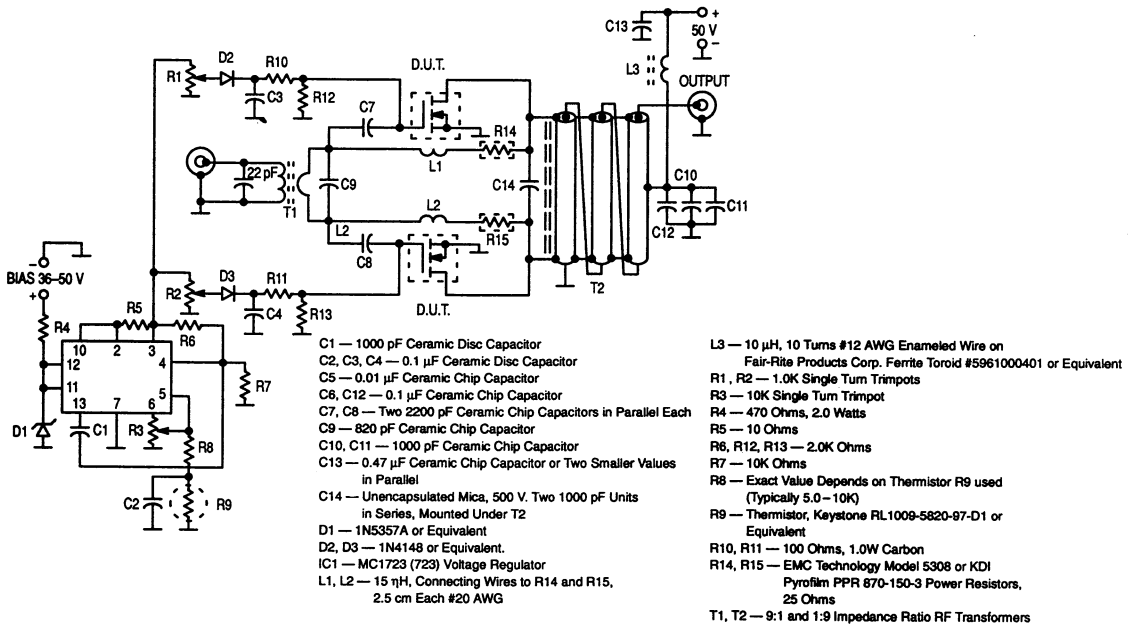 C13
+
50 V
−
L3
OUTPUT
D2
R10
D.U.T.
R1
C3
R12
C7
R14
L1
22 pF
T1
C9
C14
C10
C11
C12
L2
R15
L2
C8
T2
−
BIAS 36–50 V
+
D3
R11
R2
C4
R13
D.U.T.
R4
R5
R6
10
2
3
12
4
11
5
13
7
6
R7
D1
C1
R3
R8
C2
R9
C1 — 1000 pF Ceramic Disc Capacitor
C2, C3, C4 — 0.1 µF Ceramic Disc Capacitor
C5 — 0.01 µF Ceramic Chip Capacitor
C6, C12 — 0.1 µF Ceramic Chip Capacitor
C7, C8 — Two 2200 pF Ceramic Chip Capacitors in Parallel Each
C9 — 820 pF Ceramic Chip Capacitor
C10, C11 — 1000 pF Ceramic Chip Capacitor
C13 — 0.47 µF Ceramic Chip Capacitor or Two Smaller Values
in Parallel
C14 — Unencapsulated Mica, 500 V. Two 1000 pF Units
in Series, Mounted Under T2
D1 — 1N5357A or Equivalent
D2, D3 — 1N4148 or Equivalent.
IC1 — MC1723 (723) Voltage Regulator
L1, L2 — 15 ηH, Connecting Wires to R14 and R15,
2.5 cm Each #20 AWG
L3 — 10 µH, 10 Turns #12 AWG Enameled Wire on
Fair-Rite Products Corp. Ferrite Toroid #5961000401 or Equivalent
R1, R2 — 1.0K Single Turn Trimpots
R3 — 10K Single Turn Trimpot
R4 — 470 Ohms, 2.0 Watts
R5 — 10 Ohms
R6, R12, R13 — 2.0K Ohms
R7 — 10K Ohms
R8 — Exact Value Depends on Thermistor R9 used
(Typically 5.0–10K)
R9 — Thermistor, Keystone RL1009-5820-97-D1 or
Equivalent
R10, R11 — 100 Ohms, 1.0W Carbon
R14, R15 — EMC Technology Model 5308 or KDI
Pyrofilm PPR 870-150-3 Power Resistors,
25 Ohms
T1, T2 — 9:1 and 1:9 Impedance Ratio RF Transformers